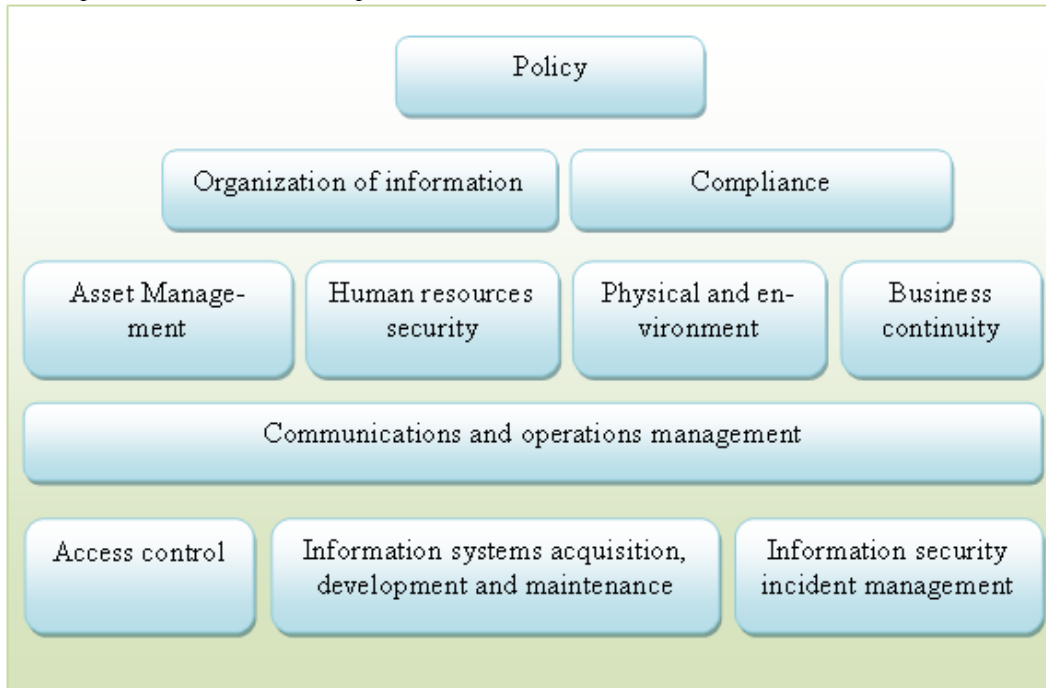 Policy
Organization of information
Compliance
Asset Manage-
ment
Human resources
security
Physical and en-
vironment
Business
continuity
Communications and operations management
Access control
Information systems acquisition,
development and maintenance
Information security
incident management